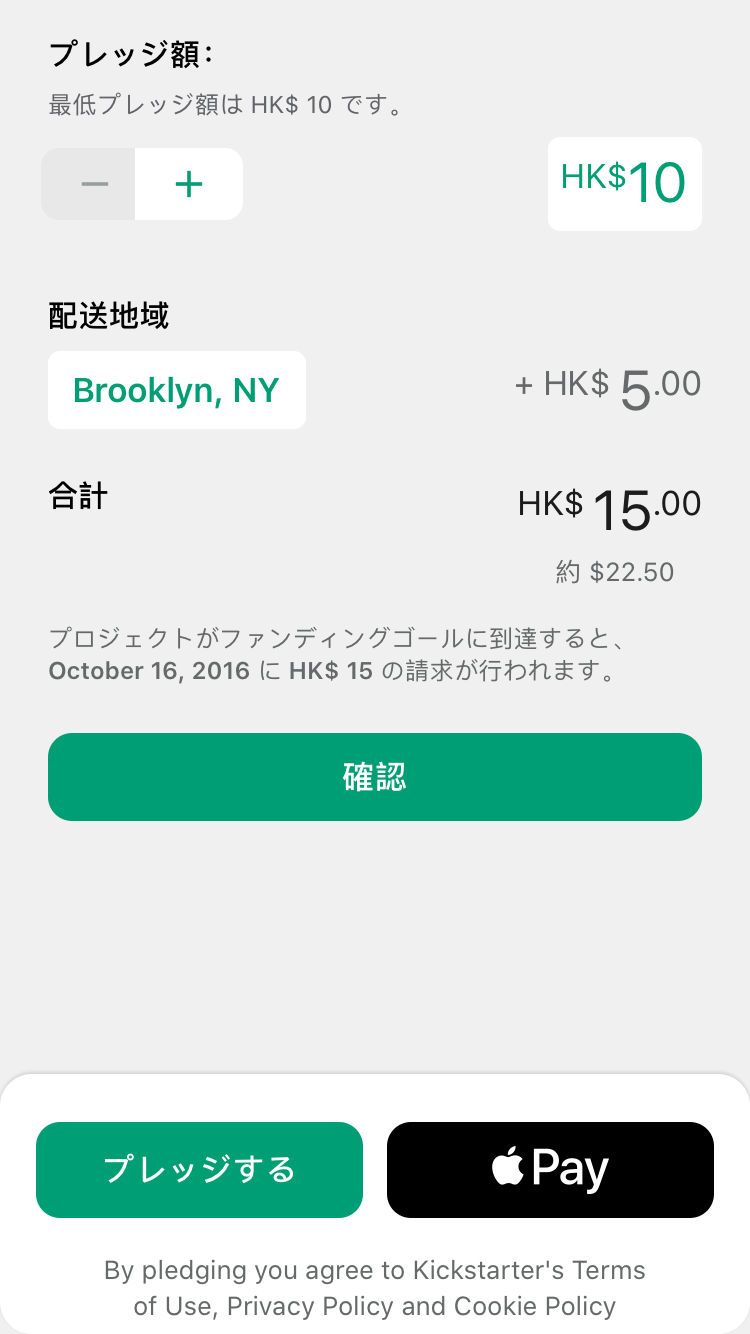 プレッジ額：
最低プレッジ額は HK$ 10 です。
− +
HK$10
配送地域
Brooklyn, NY
+ HK$ 5.00
合計
HK$ 15.00
約 $22.50
プロジェクトがファンディングゴールに到達すると、
October 16, 2016 に HK$ 15 の請求が行われます。
確認
プレッジする
Pay
By pledging you agree to Kickstarter's Terms
of Use, Privacy Policy and Cookie Policy